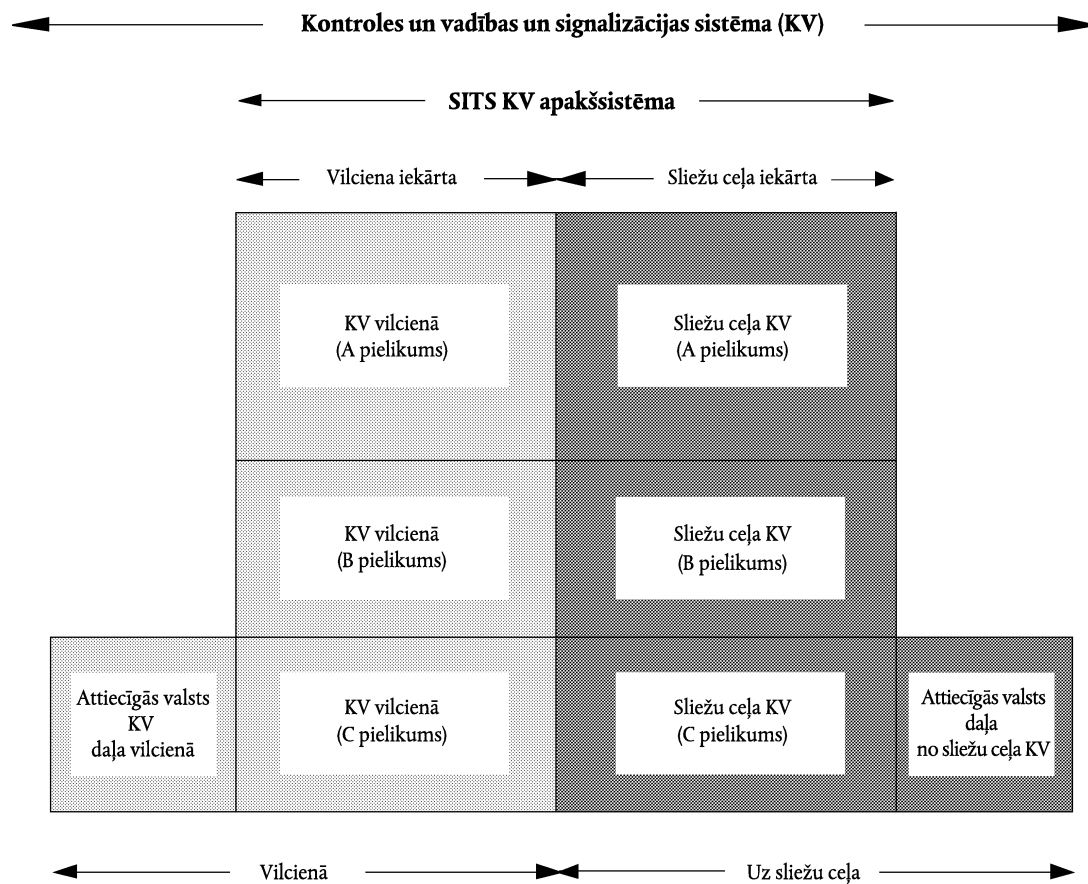 Kontroles un vadības un signalizācijas sistēma (KV)
SITS KV apakšsistēma
Vilciena iekārta
Sliežu ceļa iekārta
KV vilcienā
(A pielikums)
Sliežu ceļa KV
(A pielikums)
KV vilcienā
(B pielikums)
Sliežu ceļa KV
(B pielikums)
Attiecīgās valsts
KV
daļa vilcienā
KV vilcienā
(C pielikums)
Sliežu ceļa KV
(C pielikums)
Attiecīgās valsts
daļa
no sliežu ceļa KV
Vilcienā
Uz sliežu ceļa